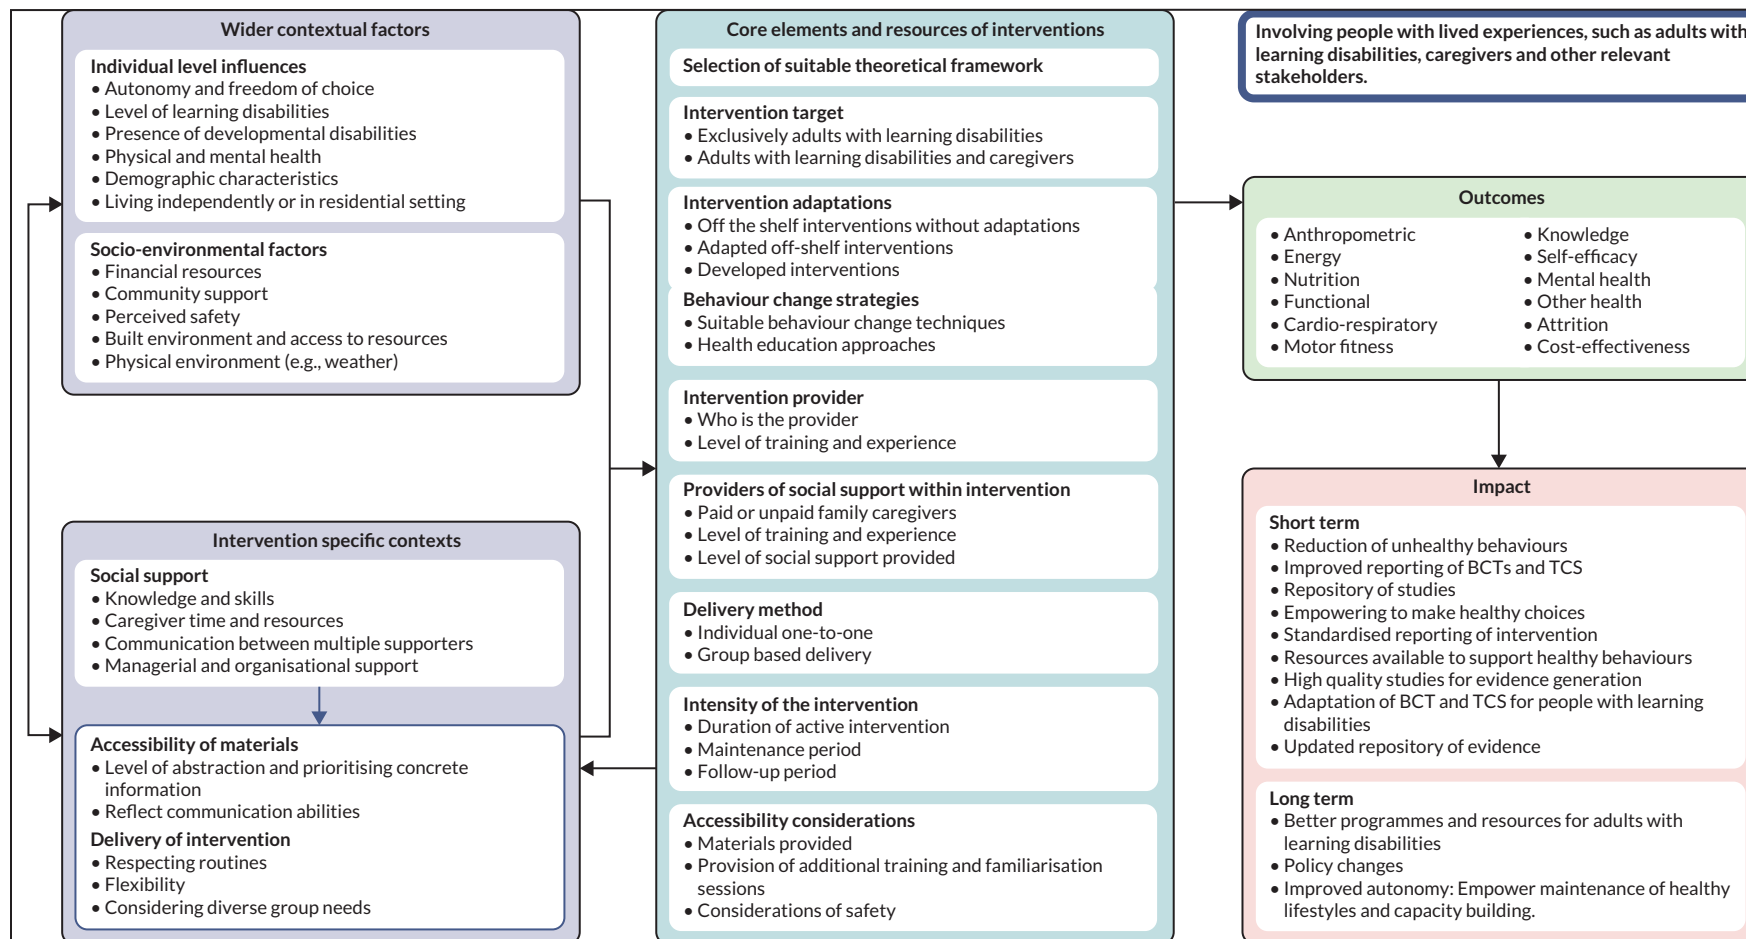 Wider contextual factors
Individual level influences
• Autonomy and freedom of choice
• Level of learning disabilities
• Presence of developmental disabilities
• Physical and mental health
• Demographic characteristics
• Living independently or in residential setting
Socio-environmental factors
• Financial resources
• Community support
• Perceived safety
• Built environment and access to resources
• Physical environment (e.g., weather)
Intervention specific contexts
Social support
• Knowledge and skills
• Caregiver time and resources
• Communication between multiple supporters
• Managerial and organisational support
Accessibility of materials
• Level of abstraction and prioritising concrete
information
• Reflect communication abilities
Delivery of intervention
• Respecting routines
• Flexibility
• Considering diverse group needs
Core elements and resources of interventions
Selection of suitable theoretical framework
Intervention target
• Exclusively adults with learning disabilities
• Adults with learning disabilities and caregivers
Intervention adaptations
• Off the shelf interventions without adaptations
• Adapted off-shelf interventions
• Developed interventions
Behaviour change strategies
• Suitable behaviour change techniques
• Health education approaches
Intervention provider
• Who is the provider
• Level of training and experience
Providers of social support within intervention
• Paid or unpaid family caregivers
• Level of training and experience
• Level of social support provided
Delivery method
• Individual one-to-one
• Group based delivery
Intensity of the intervention
• Duration of active intervention
• Maintenance period
• Follow-up period
Accessibility considerations
• Materials provided
• Provision of additional training and familiarisation
sessions
• Considerations of safety
Involving people with lived experiences, such as adults with
learning disabilities, caregivers and other relevant
stakeholders.
Outcomes
• Anthropometric
• Energy
• Nutrition
• Functional
• Cardio-respiratory
• Motor fitness
• Knowledge
• Self-efficacy
• Mental health
• Other health
• Attrition
• Cost-effectiveness
Impact
Short term
• Reduction of unhealthy behaviours
• Improved reporting of BCTs and TCS
• Repository of studies
• Empowering to make healthy choices
• Standardised reporting of intervention
• Resources available to support healthy behaviours
• High quality studies for evidence generation
• Adaptation of BCT and TCS for people with learning
disabilities
• Updated repository of evidence
Long term
• Better programmes and resources for adults with
learning disabilities
• Policy changes
• Improved autonomy: Empower maintenance of healthy
lifestyles and capacity building.